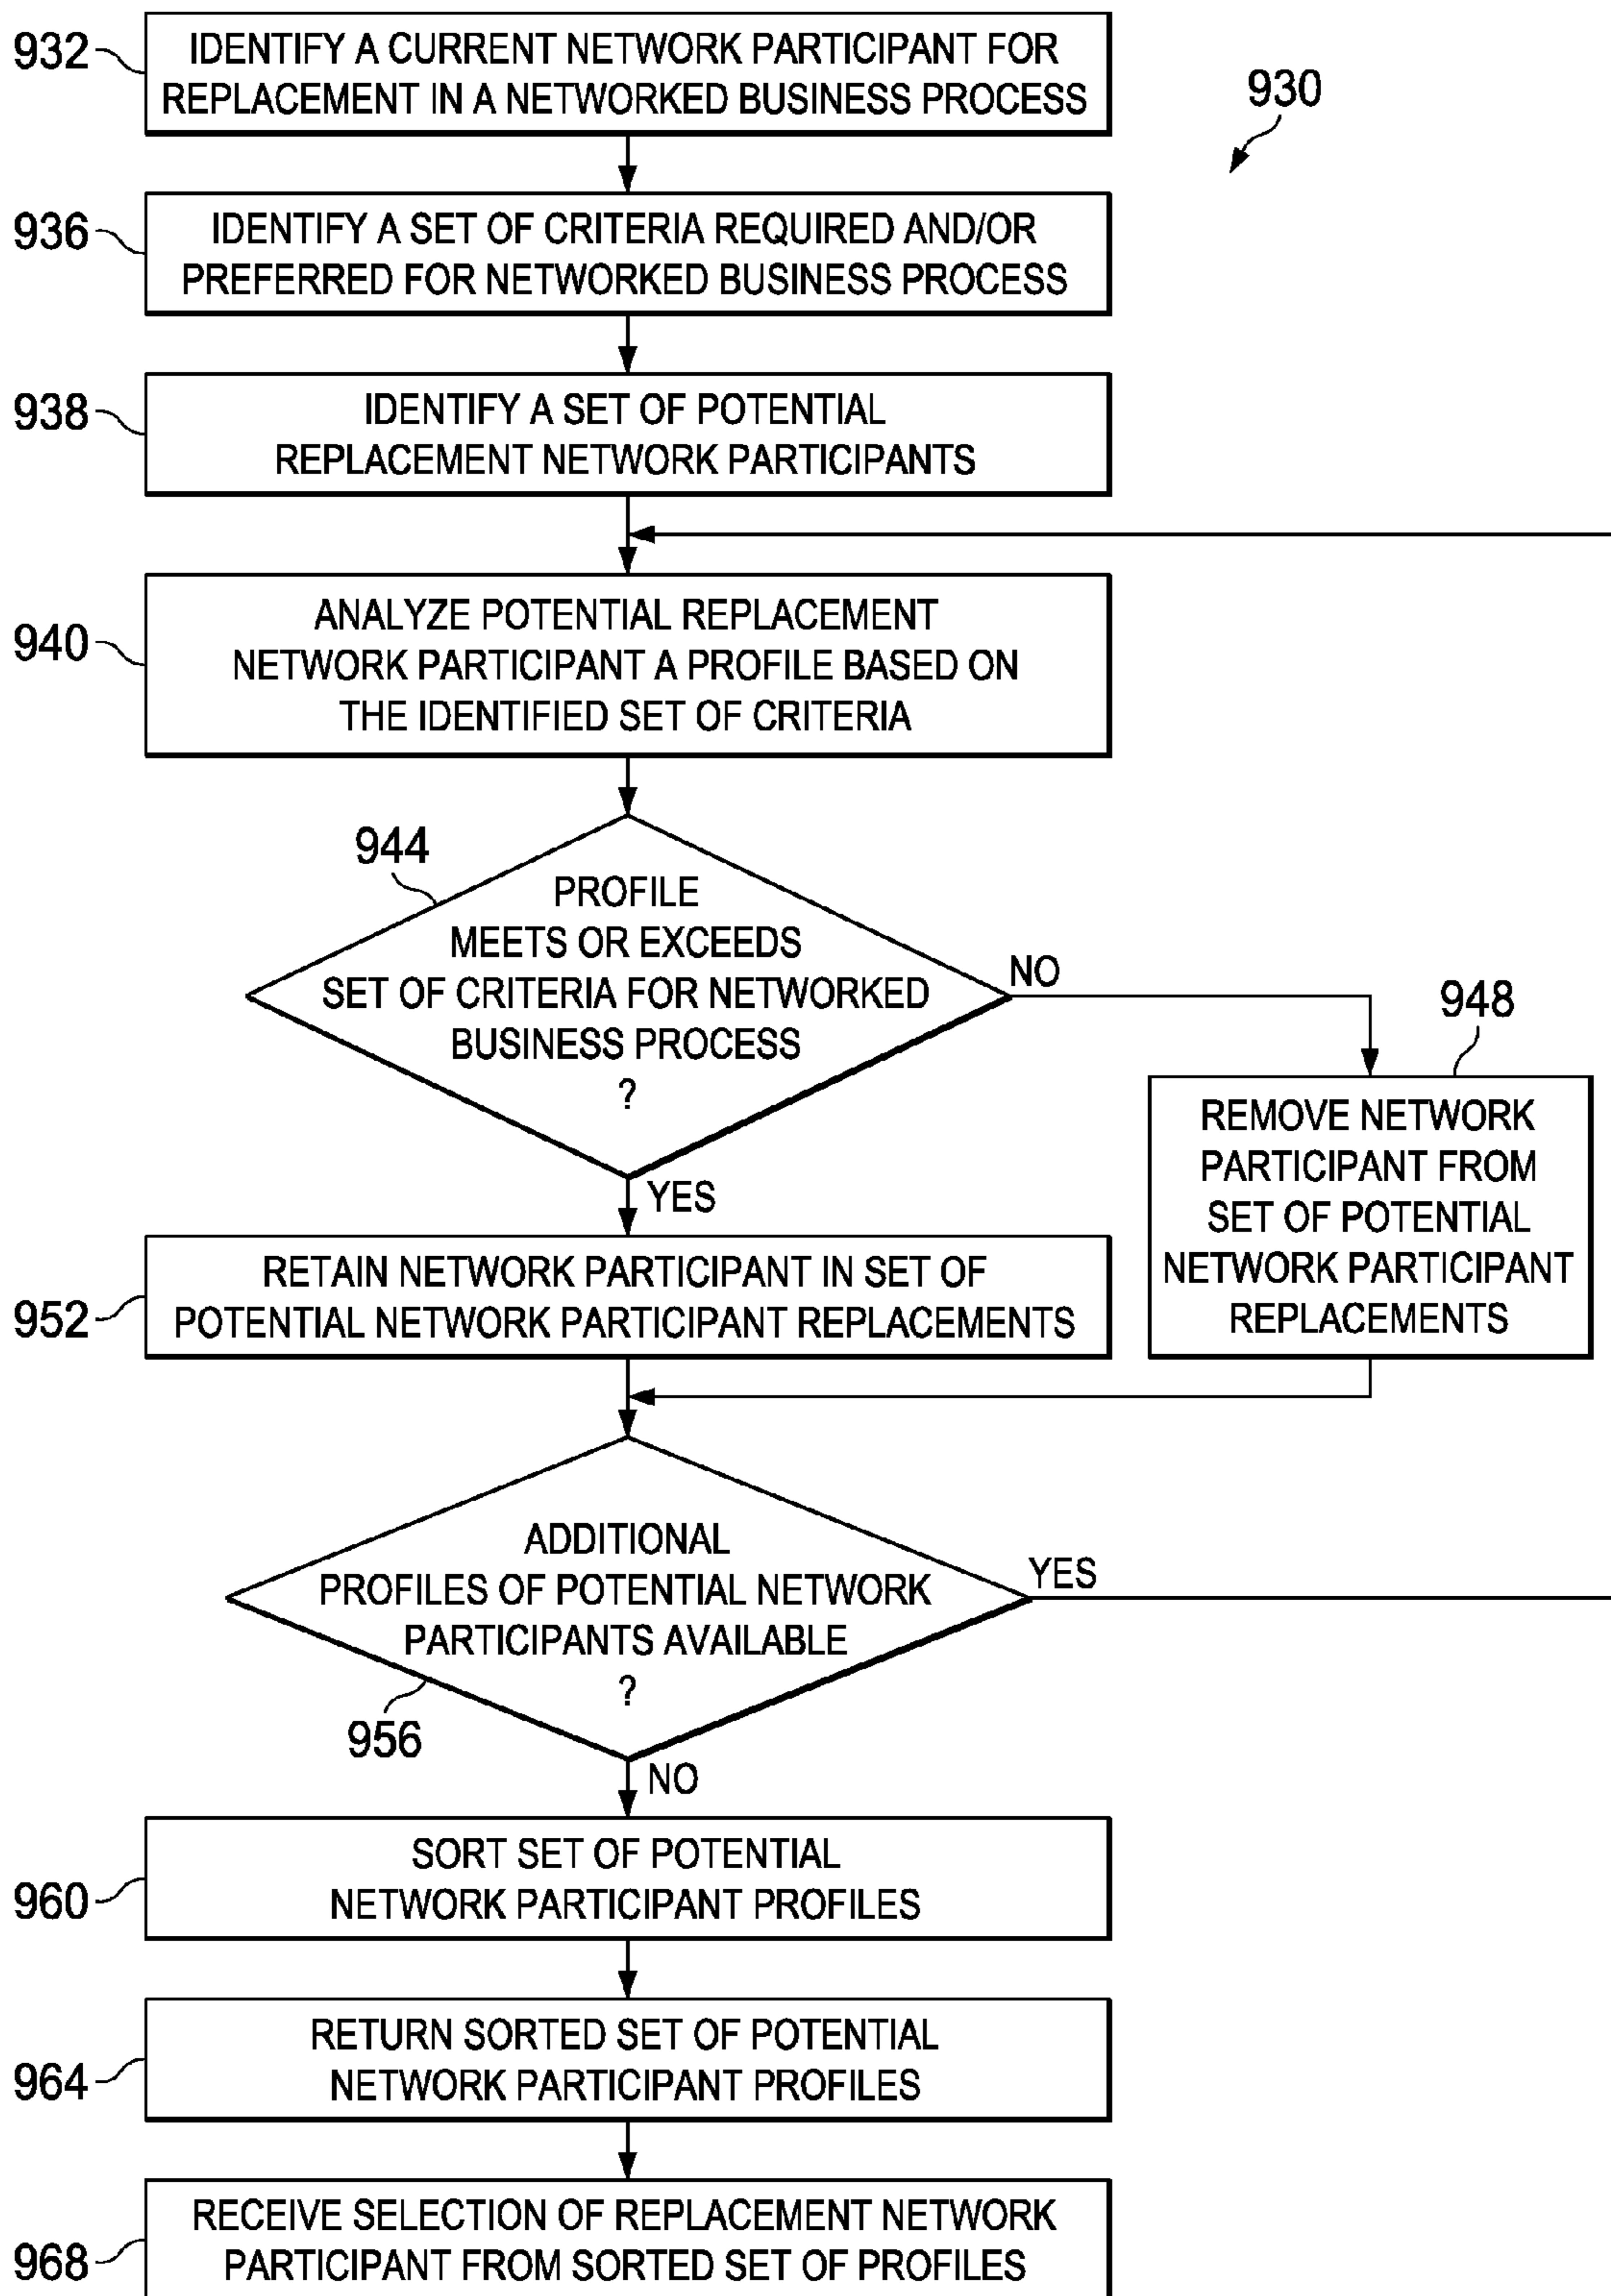 932
IDENTIFY A CURRENT NETWORK PARTICIPANT FOR
REPLACEMENT IN A NETWORKED BUSINESS PROCESS
930
936
IDENTIFY A SET OF CRITERIA REQUIRED AND/OR
PREFERRED FOR NETWORKED BUSINESS PROCESS
938
IDENTIFY A SET OF POTENTIAL
REPLACEMENT NETWORK PARTICIPANTS
940
ANALYZE POTENTIAL REPLACEMENT
NETWORK PARTICIPANT A PROFILE BASED ON
THE IDENTIFIED SET OF CRITERIA
944
PROFILE
MEETS OR EXCEEDS
SET OF CRITERIA FOR NETWORKED
BUSINESS PROCESS
?
NO
948
REMOVE NETWORK
PARTICIPANT FROM
SET OF POTENTIAL
NETWORK PARTICIPANT
REPLACEMENTS
YES
952
RETAIN NETWORK PARTICIPANT IN SET OF
POTENTIAL NETWORK PARTICIPANT REPLACEMENTS
ADDITIONAL
PROFILES OF POTENTIAL NETWORK
PARTICIPANTS AVAILABLE
?
YES
956
NO
960
SORT SET OF POTENTIAL
NETWORK PARTICIPANT PROFILES
964
RETURN SORTED SET OF POTENTIAL
NETWORK PARTICIPANT PROFILES
968
RECEIVE SELECTION OF REPLACEMENT NETWORK
PARTICIPANT FROM SORTED SET OF PROFILES